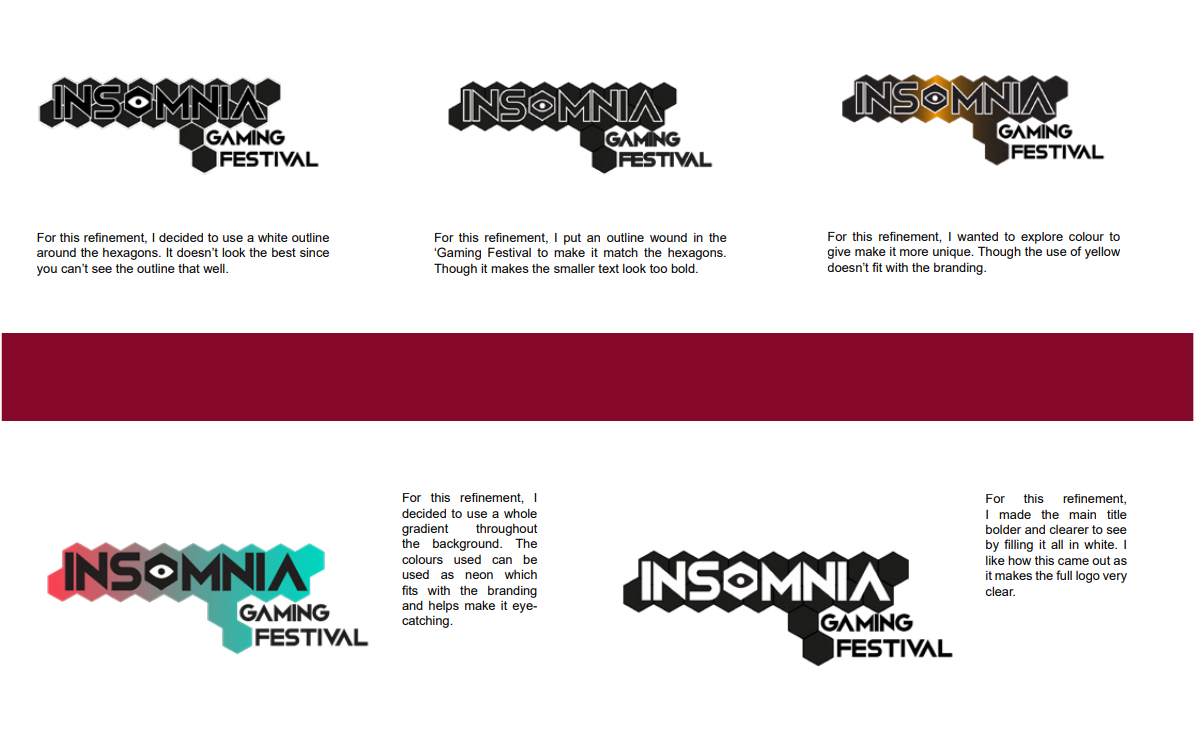 INSOMNIA
GAMING
FESTIVAL
INSOMNIA
GAMING
FESTIVAL
INSOMNIA
GAMING
FESTIVAL
For this refinement, I decided to use a white outline
around the hexagons. It doesn’t look the best since
you can’t see the outline that well.
For this refinement, I put an outline wound in the
‘Gaming Festival to make it match the hexagons.
Though it makes the smaller text look too bold.
For this refinement, I wanted to explore colour to
give make it more unique. Though the use of yellow
doesn’t fit with the branding.
INSOMNIA
GAMING
FESTIVAL
For this refinement, I
decided to use a whole
gradient throughout
the background. The
colours used can be
used as neon which
fits with the branding
and helps make it eye-
catching.
INSOMNIA
GAMING
FESTIVAL
For this refinement,
I made the main title
bolder and clearer to see
by filling it all in white. I
like how this came out as
it makes the full logo very
clear.